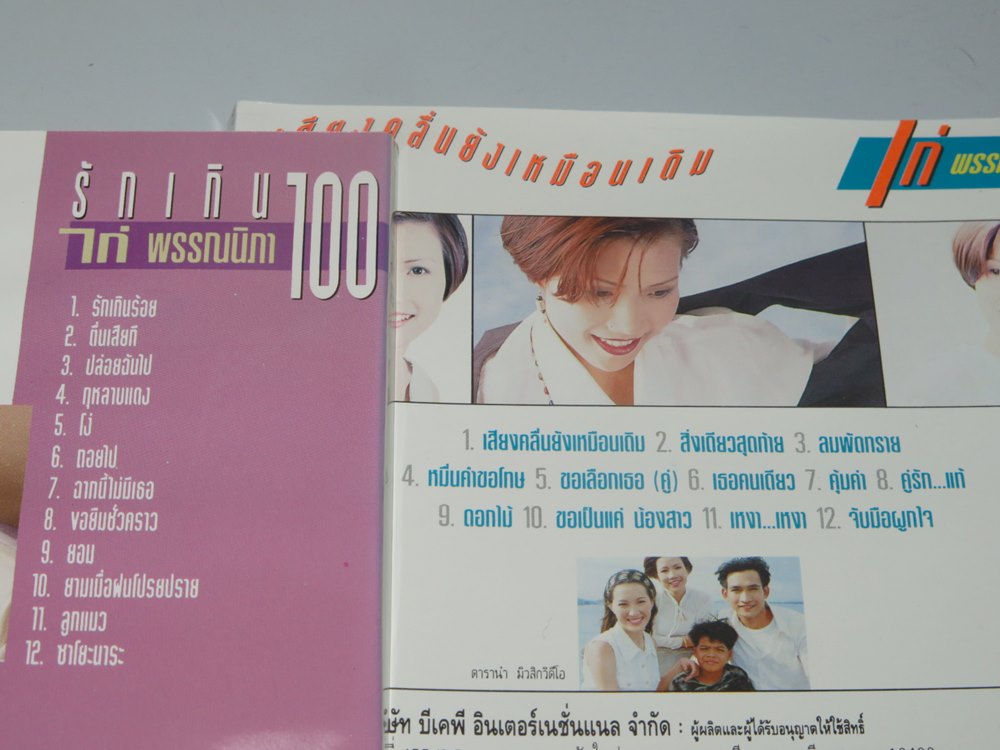 รักเกิน 100
ไก่ พรรณนิภา
1. รักเกินร้อย
2. ตื่นเสียที
3. ปล่อยฉันไป
4. กุหลาบแดง
5. โง่
6. ถอยไป
7. ฉากนี้ไม่มีเธอ
8. ขอยืมชั่วคราว
9. ยอม
10. ยามเมื่อฝนโปรยปราย
11. ลูกแมว
12. ซาโยะนาระ
เสียงคลื่นยังเหมือนเดิม
ไก่
1. เสียงคลื่นยังเหมือนเดิม 2. สิ่งเดียวสุดท้าย 3. ลมพัดทราย
4. หมื่นคำขอโทษ 5. ขอเลือกเธอ (คู่) 6. เธอคนเดียว 7. คุ้มค่า 8. คู่รัก...แท้
9. ดอกไม้ 10. ขอเป็นแค่ น้องสาว 11. เหงา...เหงา 12. จับมือผูกใจ
ดาราน่า มิวสิกวิดีโอ
บีเคพี อินเตอร์เนชั่นแนล จำกัด : ผู้ผลิตและผู้ได้รับอนุญาตให้ใช้สิทธิ์